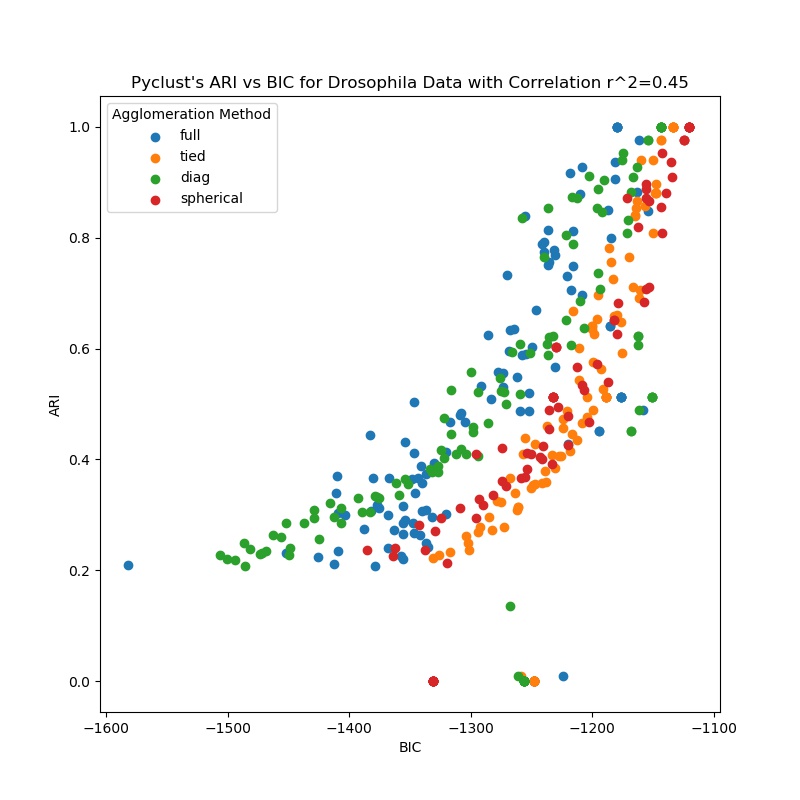 Pyclust's ARI vs BIC for Drosophila Data with Correlation r^2=0.45
Agglomeration Method
full
tied
diag
spherical
1.0
0.8
0.6
0.4
0.2
0.0
ARI
−1600 −1500 −1400 −1300 −1200 −1100
BIC